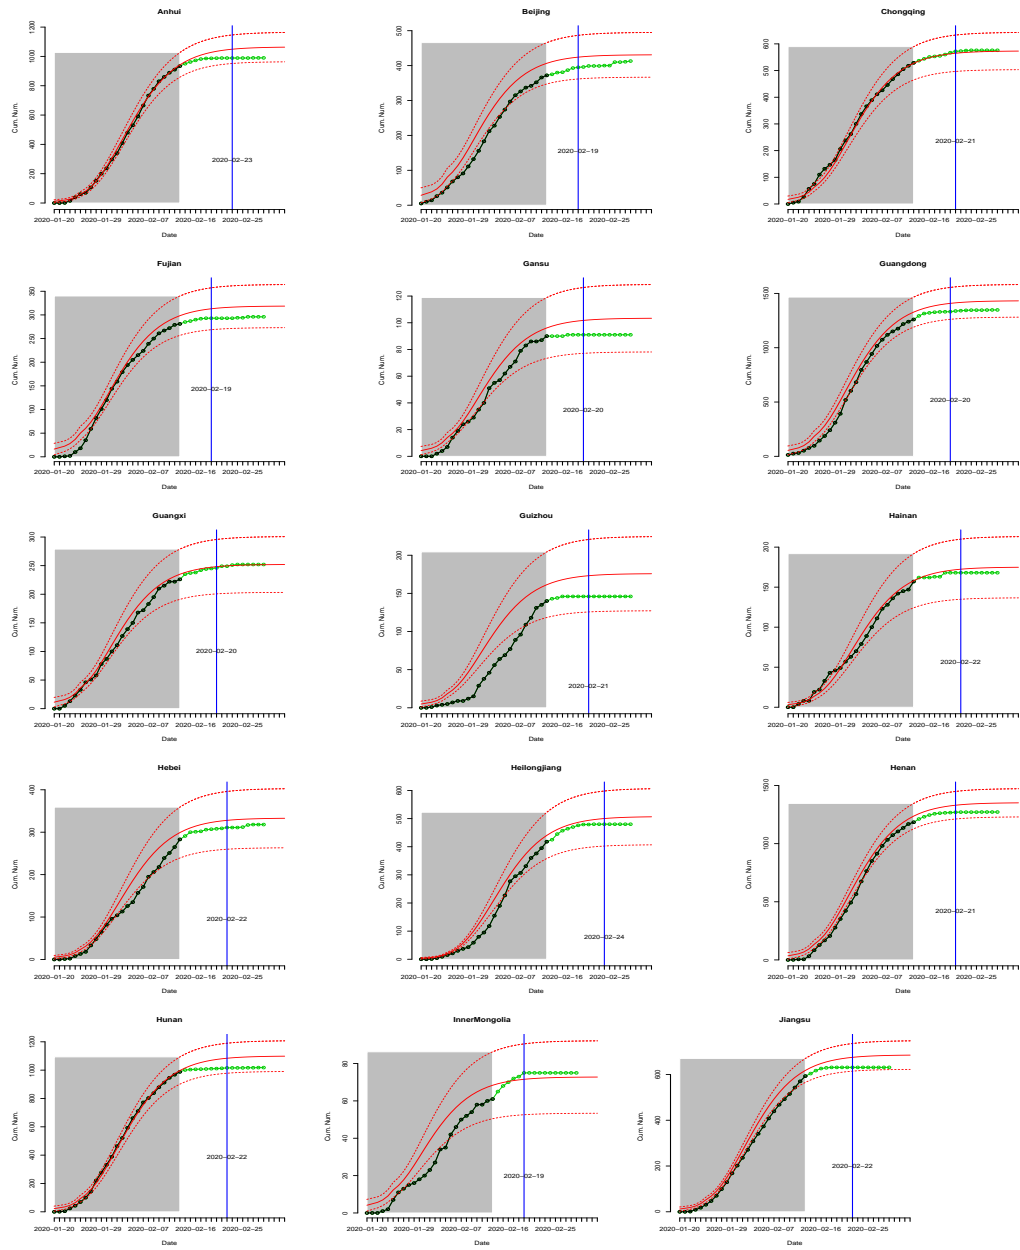 Anhui
Cum. Num.
0 200 400 600 800 1000 1200
2020-02-23
2020-01-20 2020-01-29 2020-02-07 2020-02-16 2020-02-25
Date
Beijing
Cum. Num.
0 100 200 300 400 500
2020-02-19
2020-01-20 2020-01-29 2020-02-07 2020-02-16 2020-02-25
Date
Chongqing
Cum. Num.
0 100 200 300 400 500 600
2020-02-21
2020-01-20 2020-01-29 2020-02-07 2020-02-16 2020-02-25
Date
Fujian
Cum. Num.
0 50 100 150 200 250 300 350
2020-02-19
2020-01-20 2020-01-29 2020-02-07 2020-02-16 2020-02-25
Date
Gansu
Cum. Num.
0 20 40 60 80 100 120
2020-02-20
2020-01-20 2020-01-29 2020-02-07 2020-02-16 2020-02-25
Date
Guangdong
Cum. Num.
0 500 1000 1500
2020-02-20
2020-01-20 2020-01-29 2020-02-07 2020-02-16 2020-02-25
Date
Guangxi
Cum. Num.
0 50 100 150 200 250 300
2020-02-20
2020-01-20 2020-01-29 2020-02-07 2020-02-16 2020-02-25
Date
Guizhou
Cum. Num.
0 50 100 150 200
2020-02-21
2020-01-20 2020-01-29 2020-02-07 2020-02-16 2020-02-25
Date
Hainan
Cum. Num.
0 50 100 150 200
2020-02-22
2020-01-20 2020-01-29 2020-02-07 2020-02-16 2020-02-25
Date
Hebei
Cum. Num.
0 100 200 300 400
2020-02-22
2020-01-20 2020-01-29 2020-02-07 2020-02-16 2020-02-25
Date
Heilongjiang
Cum. Num.
0 100 200 300 400 500 600
2020-02-24
2020-01-20 2020-01-29 2020-02-07 2020-02-16 2020-02-25
Date
Henan
Cum. Num.
0 500 1000 1500
2020-02-21
2020-01-20 2020-01-29 2020-02-07 2020-02-16 2020-02-25
Date
Hunan
Cum. Num.
0 200 400 600 800 1000 1200
2020-02-22
2020-01-20 2020-01-29 2020-02-07 2020-02-16 2020-02-25
Date
InnerMongolia
Cum. Num.
0 20 40 60 80
2020-02-19
2020-01-20 2020-01-29 2020-02-07 2020-02-16 2020-02-25
Date
Jiangsu
Cum. Num.
0 200 400 600
2020-02-22
2020-01-20 2020-01-29 2020-02-07 2020-02-16 2020-02-25
Date